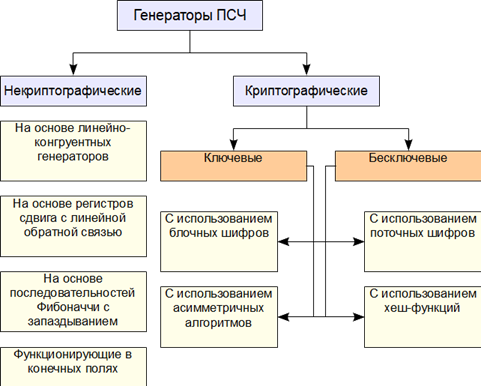 Генераторы ПСЧ
Некриптографические
Криптографические
На основе линейно-
конгруентных
генераторов
На основе регистров
сдвига с линейной
обратной связью
На основе
последовательностей
Фибоначчи с
запаздыванием
Функционирующие в
конечных полях
Ключевые
Бесключевые
С использованием
блочных шифров
С использованием
поточных шифров
С использованием
асимметричных
алгоритмов
С использованием
хеш-функций